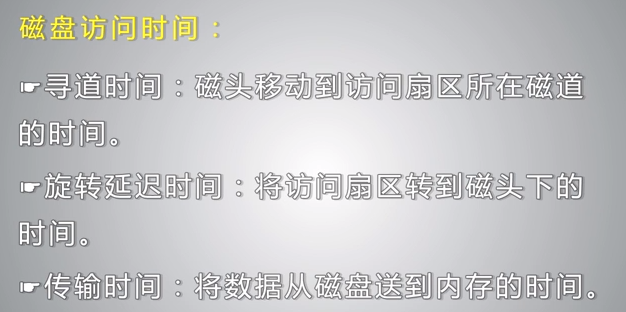 磁盘访问时间：
☛寻道时间：磁头移动到访问扇区所在磁道
的时间。
☛旋转延迟时间：将访问扇区转到磁头下的
时间。
☛传输时间：将数据从磁盘送到内存的时间。